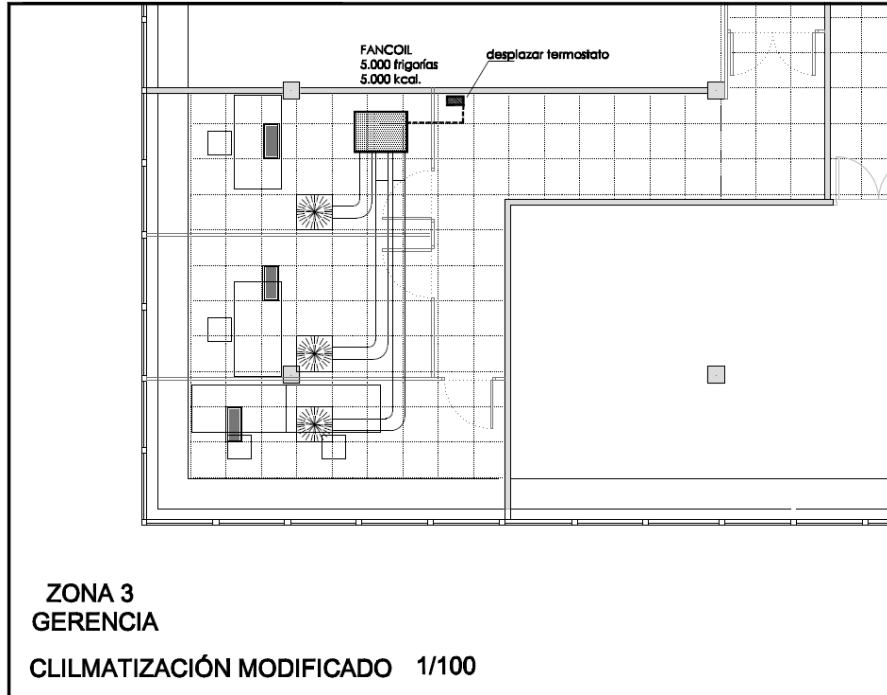 FANCOIL
5.000 frigorías
5.000 kcal.
desplazar termostato
ZONA 3
GERENCIA
CLILMATIZACIÓN MODIFICADO 1/100